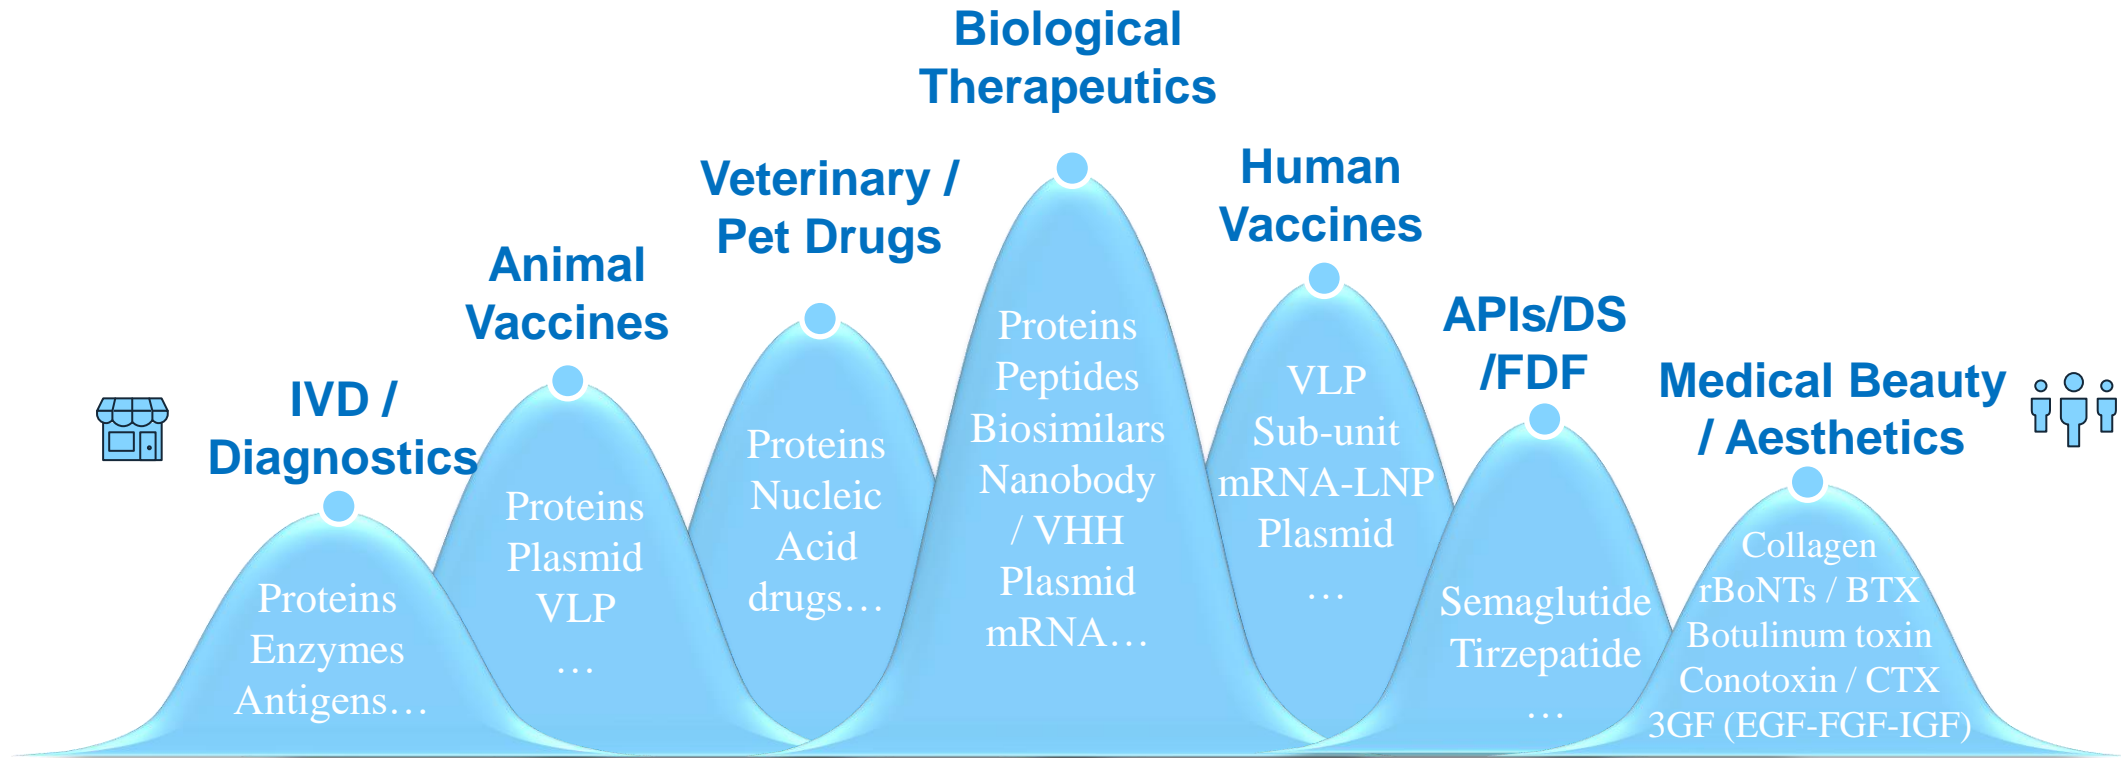 IVD /
Diagnostics
Proteins
Enzymes
Antigens…
Animal
Vaccines
Proteins
Plasmid
VLP
…
Veterinary /
Pet Drugs
Proteins
Nucleic
Acid
drugs…
Biological
Therapeutics
Proteins
Peptides
Biosimilars
Nanobody
/ VHH
Plasmid
mRNA…
Human
Vaccines
VLP
Sub-unit
mRNA-LNP
Plasmid
…
APIs/DS
/FDF
Semaglutide
Tirzepatide
…
Medical Beauty
/ Aesthetics
Collagen
rBoNTs / BTX
Botulinum toxin
Conotoxin / CTX
3GF (EGF-FGF-IGF)